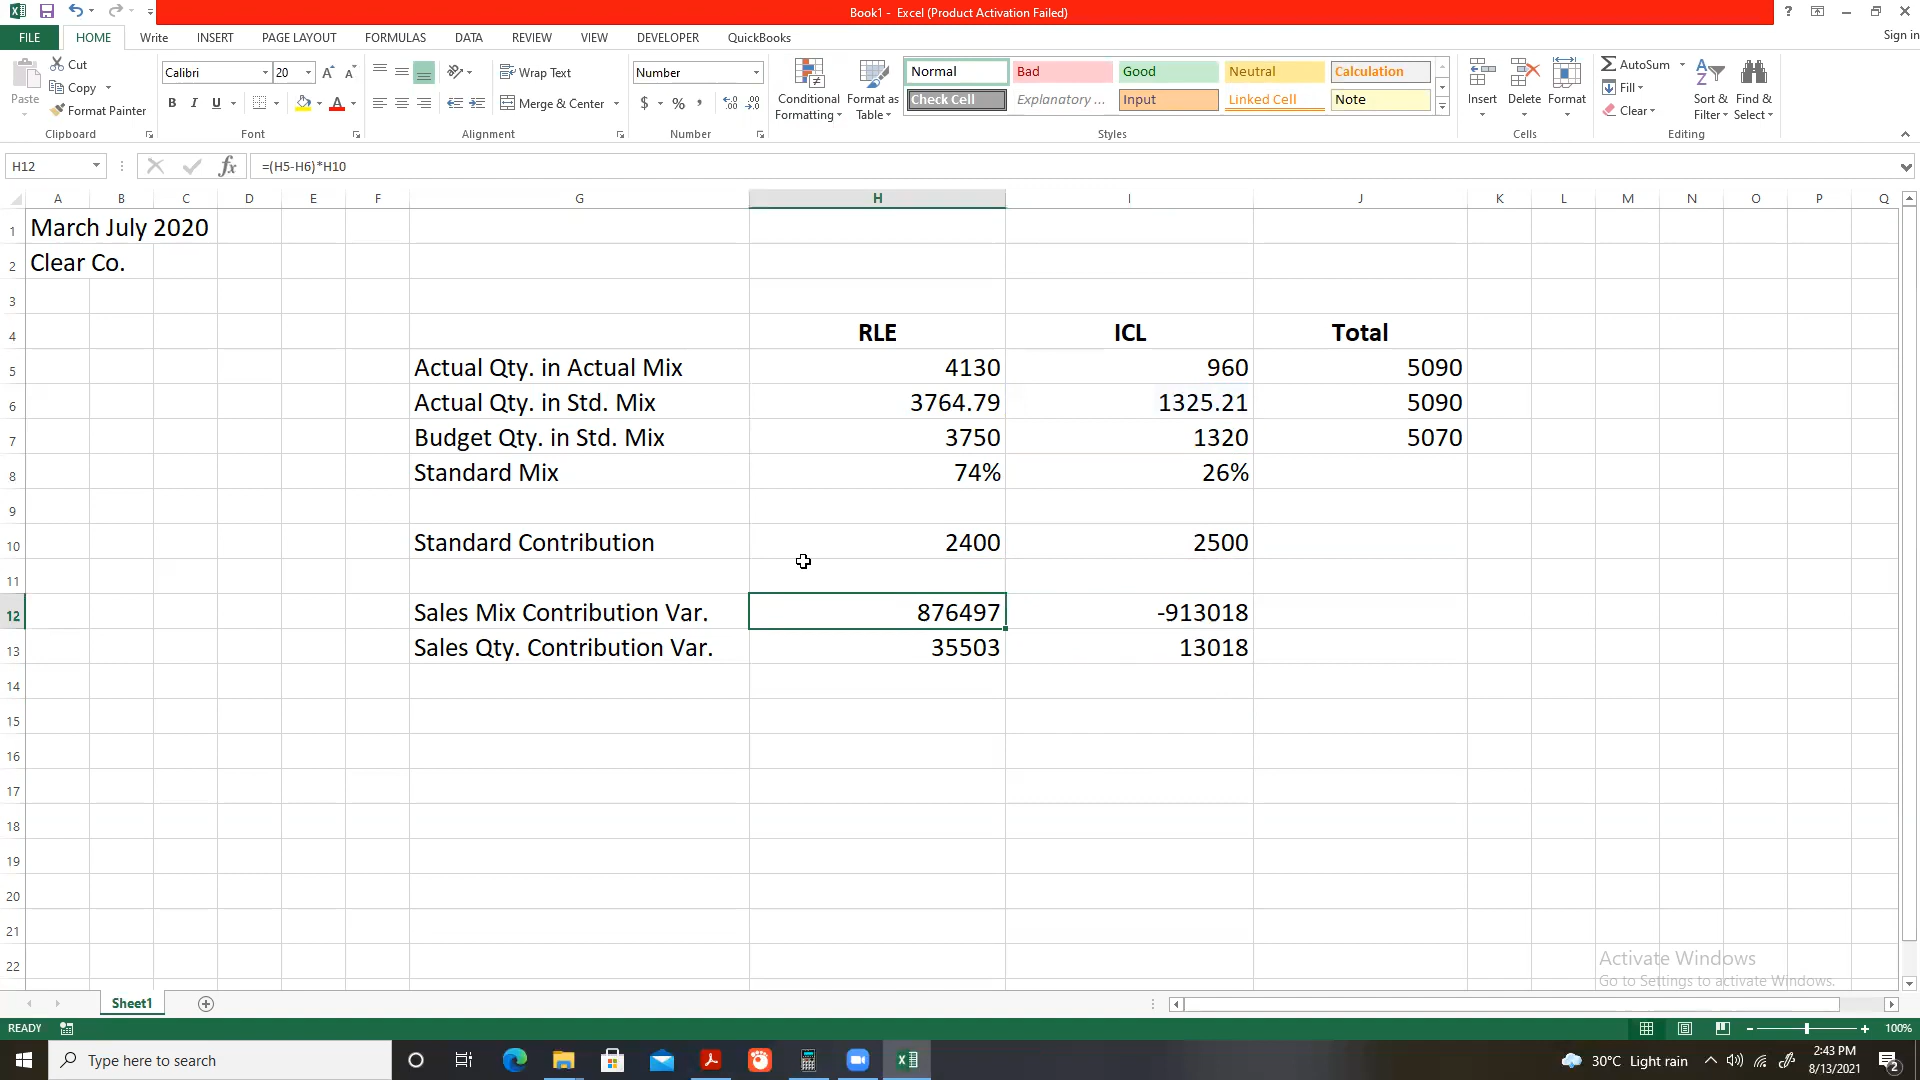 Book1 - Excel (Product Activation Failed)
FILE HOME Write INSERT PAGE LAYOUT FORMULAS DATA REVIEW VIEW DEVELOPER QuickBooks Sign in
Paste Cut Copy Format Painter Clipboard
Calibri 20 B I U Font
Wrap Text Merge & Center Alignment
Number $ % , Number
Conditional Formatting Format as Table
Normal Bad Good Neutral Calculation
Check Cell Explanatory ... Input Linked Cell Note
Styles
Insert Delete Format Cells
AutoSum Fill Clear Sort & Filter Find & Select Editing
H12 fx =(H5-H6)*H10
A B C D E F G H I J K L M N O P Q
1 March July 2020
2 Clear Co.
3
4 RLE ICL Total
5 Actual Qty. in Actual Mix 4130 960 5090
6 Actual Qty. in Std. Mix 3764.79 1325.21 5090
7 Budget Qty. in Std. Mix 3750 1320 5070
8 Standard Mix 74% 26%
9
10 Standard Contribution 2400 2500
11
12 Sales Mix Contribution Var. 876497 -913018
13 Sales Qty. Contribution Var. 35503 13018
14
15
16
17
18
19
20
21
22
Activate Windows
Go to Settings to activate Windows.
Sheet1
READY 100%
Type here to search 30°C Light rain 2:43 PM
8/13/2021 2